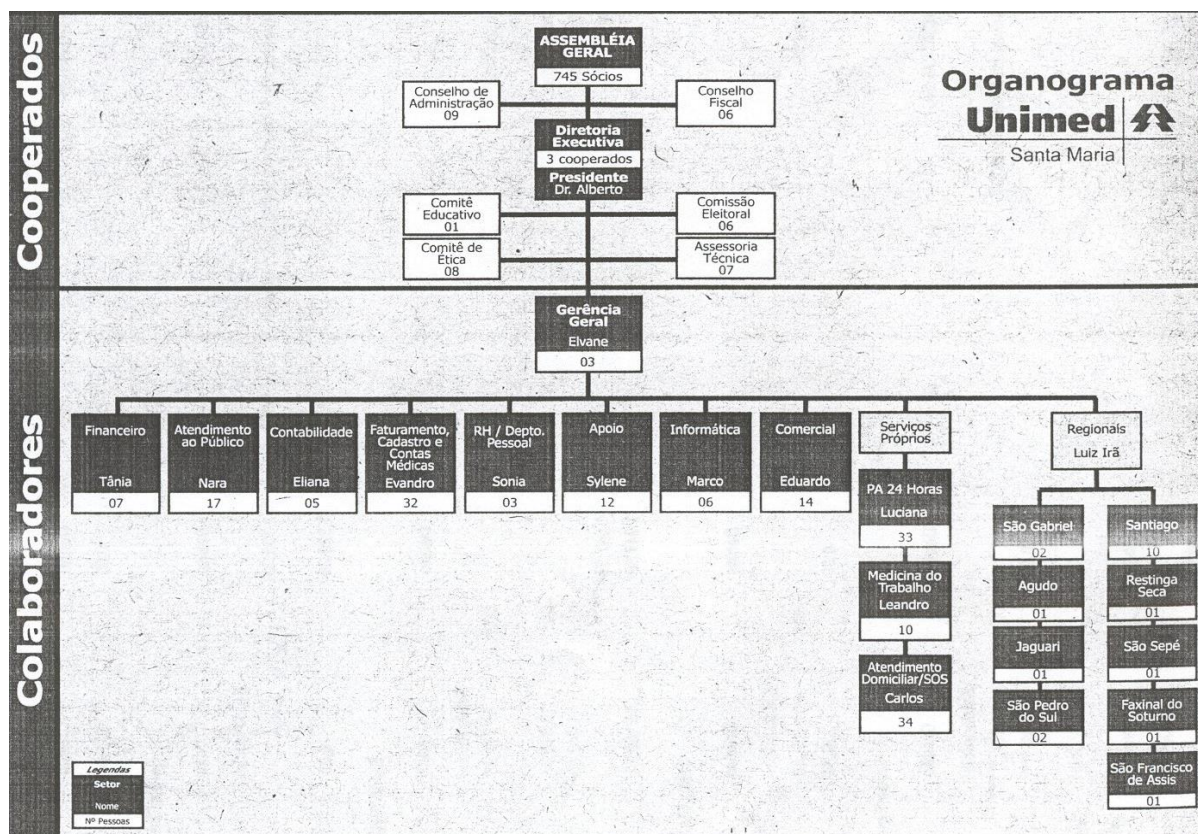 Cooperados
ASSEMBLÉIA
GERAL
745 Sócios
Conselho de
Administração
09
Conselho
Fiscal
06
Organograma
Unimed
Santa Maria
Diretoria
Executiva
3 cooperados
Presidente
Dr. Alberto
Comitê
Educativo
01
Comissão
Eleitoral
06
Comitê de
Ética
08
Assessoria
Técnica
07
Colaboradores
Gerência
Geral
Elvane
03
Financeiro
Tânia
07
Atendimento
ao Público
Nara
17
Contabilidade
Eliana
05
Faturamento,
Cadastro e
Contas
Médicas
Evandro
32
RH / Depto.
Pessoal
Sonia
03
Apoio
Sylene
12
Informática
Marco
06
Comercial
Eduardo
14
Serviços
Próprios
PA 24 Horas
Luciana
33
Medicina do
Trabalho
Leandro
10
Atendimento
Domiciliar/SOS
Carlos
34
Regionais
Luiz Irã
São Gabriel
02
Agudo
01
Jaguari
01
São Pedro
do Sul
02
Santiago
10
Restinga
Seca
01
São Sepé
01
Faxinal do
Soturno
01
São Francisco
de Assis
01
Legendas
Setor
Nome
Nº Pessoas